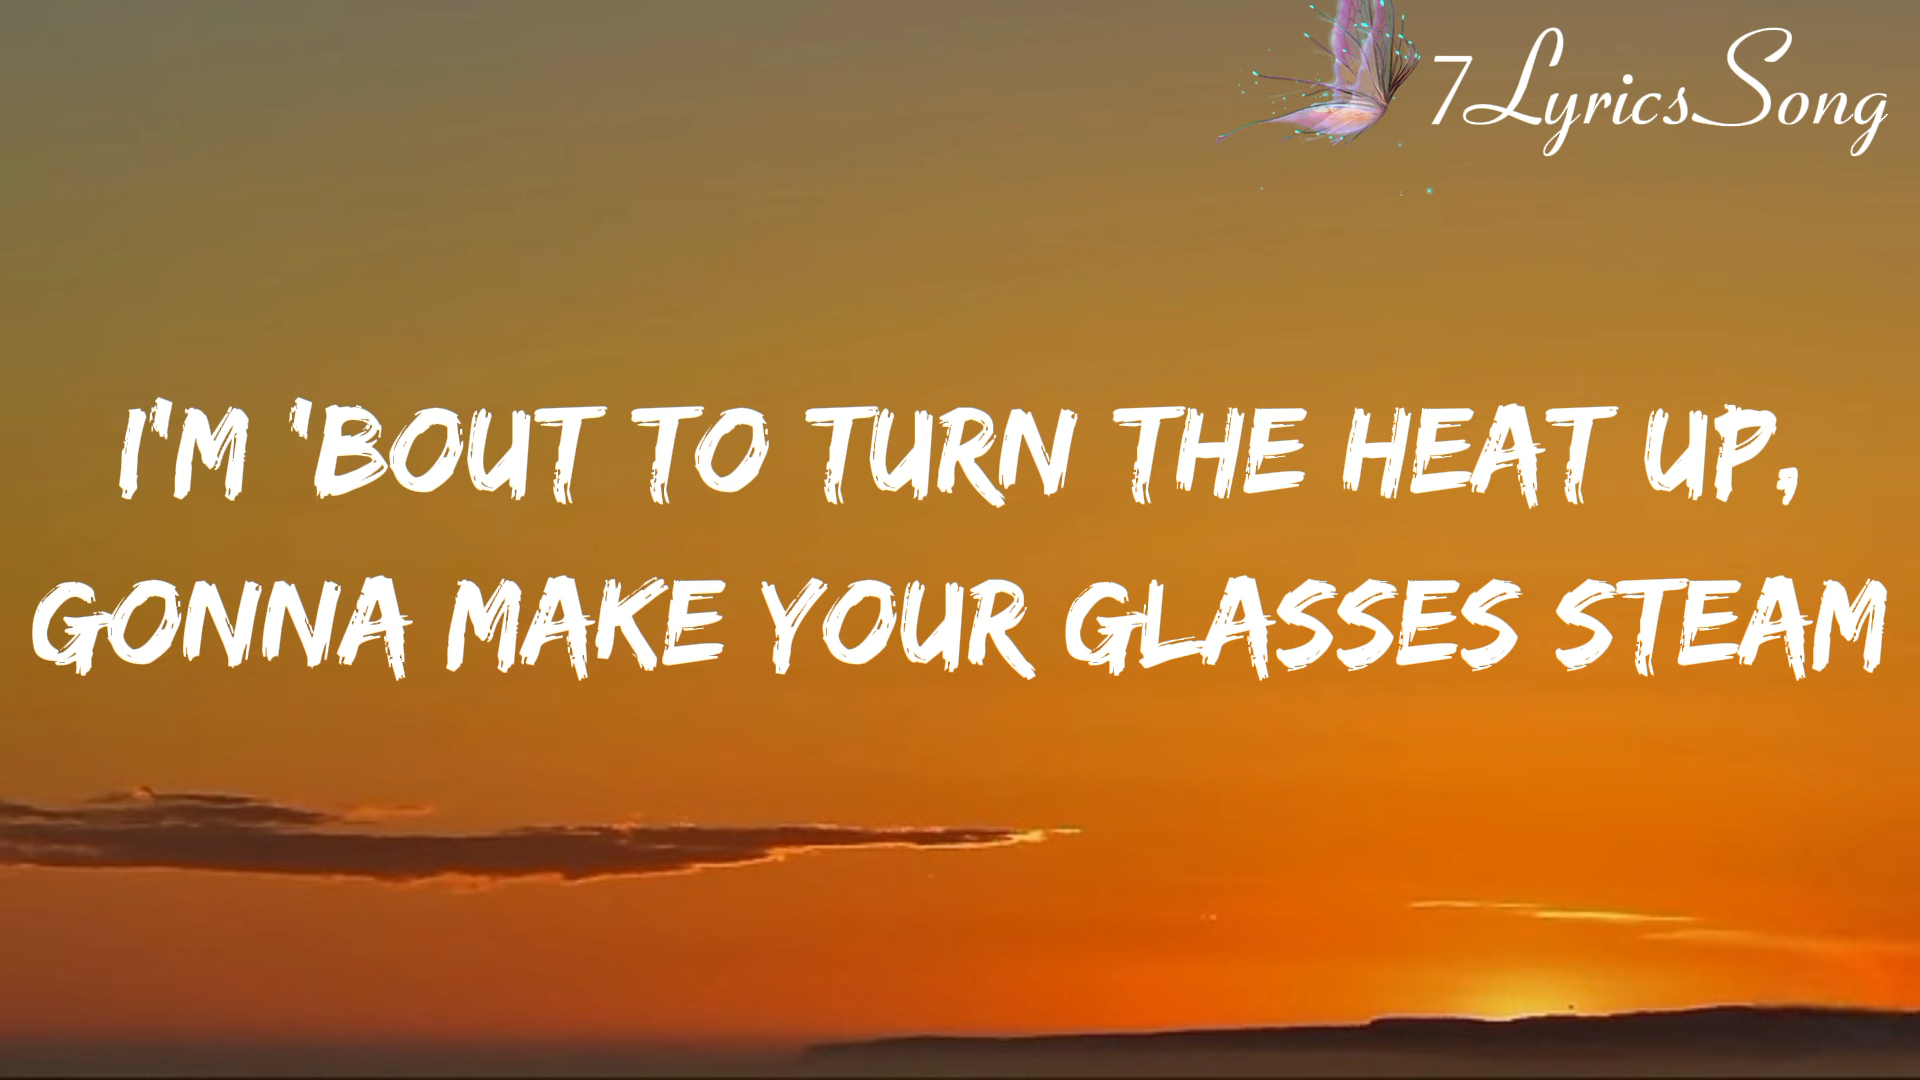 7LyricsSong
I'M 'BOUT TO TURN THE HEAT UP,
GONNA MAKE YOUR GLASSES STEAM